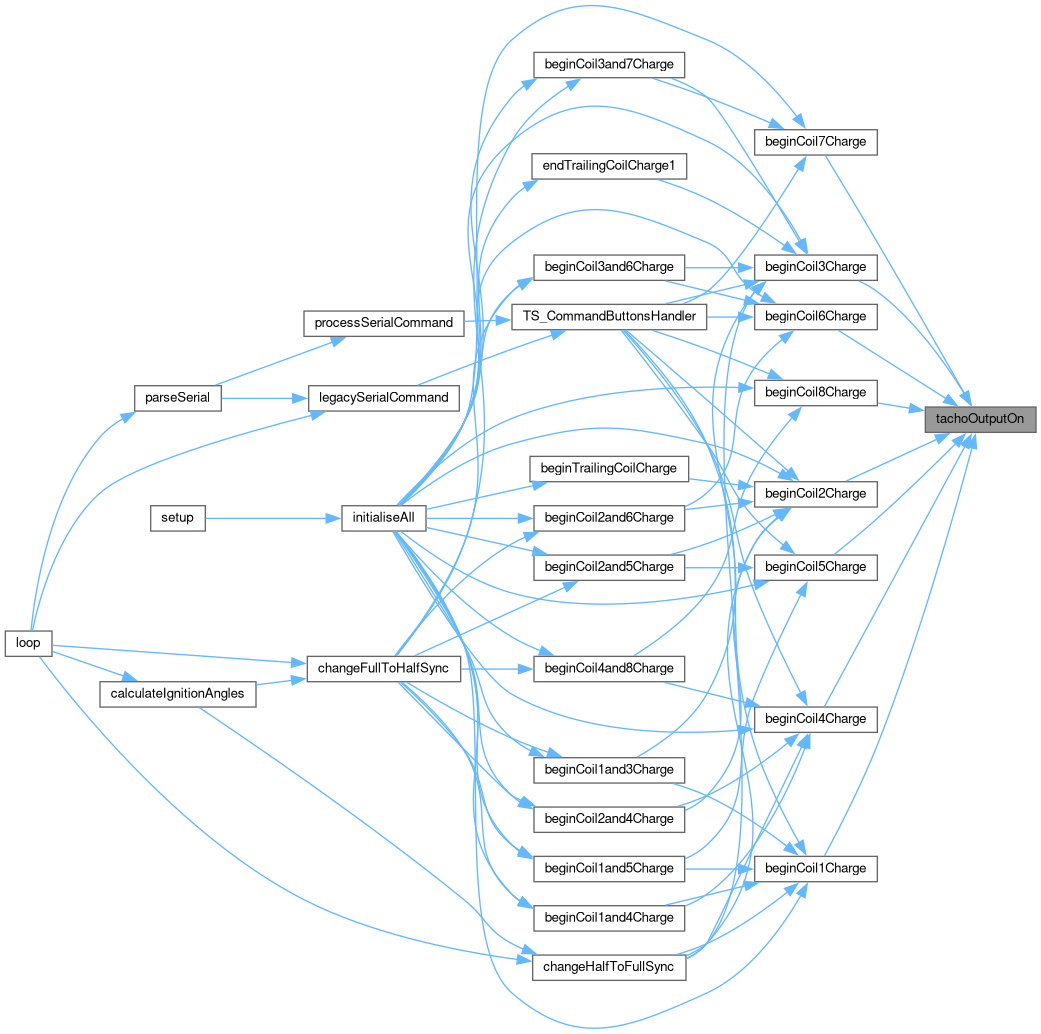 beginCoil3and7Charge
beginCoil7Charge
endTrailingCoilCharge1
beginCoil3and6Charge
beginCoil3Charge
processSerialCommand
TS_CommandButtonsHandler
beginCoil6Charge
parseSerial
legacySerialCommand
beginCoil8Charge
tachoOutputOn
beginTrailingCoilCharge
beginCoil2Charge
setup
initialiseAll
beginCoil2and6Charge
beginCoil2and5Charge
beginCoil5Charge
loop
changeFullToHalfSync
beginCoil4and8Charge
calculateIgnitionAngles
beginCoil4Charge
beginCoil1and3Charge
beginCoil2and4Charge
beginCoil1and5Charge
beginCoil1Charge
beginCoil1and4Charge
changeHalfToFullSync